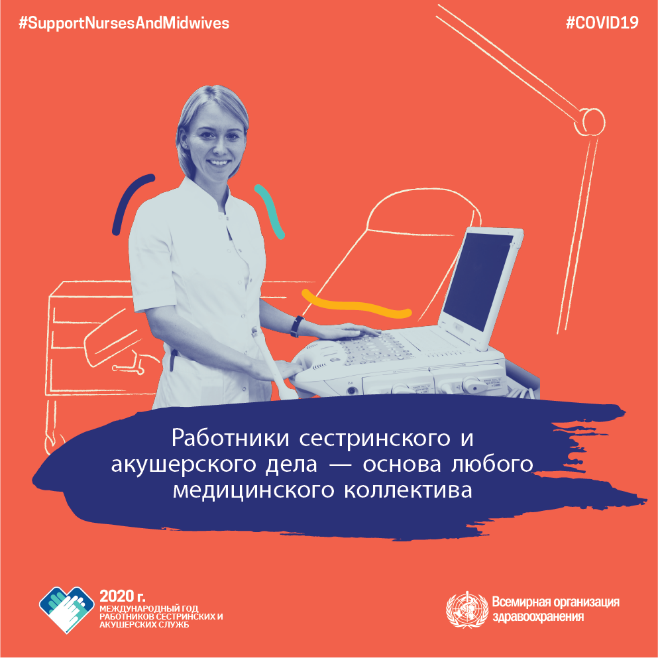 #SupportNursesAndMidwives
#COVID19
Работники сестринского и
акушерского дела — основа любого
медицинского коллектива
2020 г.
МЕЖДУНАРОДНЫЙ ГОД
РАБОТНИКОВ СЕСТРИНСКИХ И
АКУШЕРСКИХ СЛУЖБ
Всемирная организация
здравоохранения